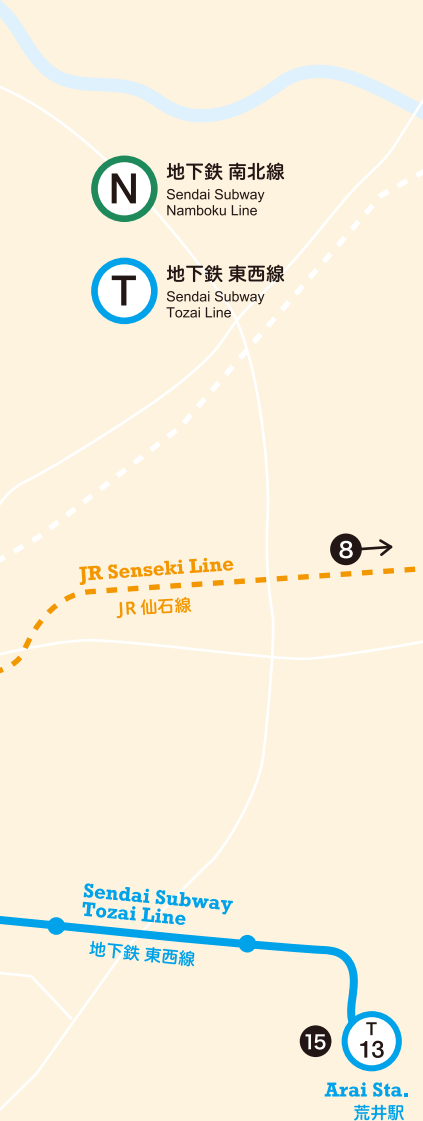 N
地下鉄 南北線
Sendai Subway
Namboku Line
T
地下鉄 東西線
Sendai Subway
Tozai Line
8
JR Senseki Line
JR 仙石線
Sendai Subway
Tozai Line
地下鉄 東西線
15
T
13
Arai Sta.
荒井駅